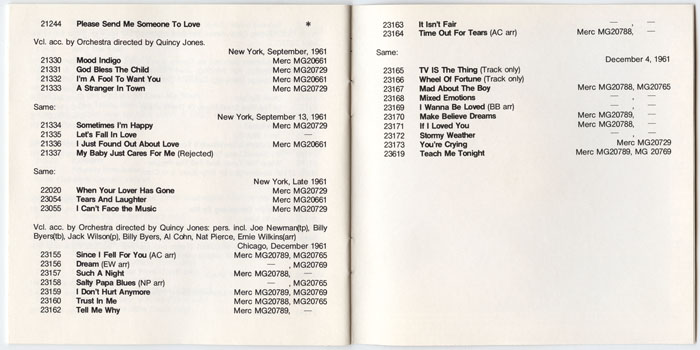 21244 Please Send Me Someone To Love *
Vcl. acc. by Orchestra directed by Quincy Jones.
New York, September, 1961
21330 Mood Indigo Merc MG20661
21331 God Bless The Child Merc MG20729
21332 I'm A Fool To Want You Merc MG20661
21333 A Stranger In Town Merc MG20729
Same:
New York, September 13, 1961
21334 Sometimes I'm Happy Merc MG20729
21335 Let's Fall In Love —
21336 I Just Found Out About Love Merc MG20661
21337 My Baby Just Cares For Me (Rejected)
Same:
New York, Late 1961
22020 When Your Lover Has Gone Merc MG20729
23054 Tears And Laughter Merc MG20661
23055 I Can't Face the Music Merc MG20729
Vcl. acc. by Orchestra directed by Quincy Jones: pers. incl. Joe Newman(tp), Billy
Byers(tb), Jack Wilson(p), Billy Byers, Al Cohn, Nat Pierce, Ernie Wilkins(arr)
Chicago, December 1961
23155 Since I Fell For You (AC arr) Merc MG20789, MG20765
23156 Dream (EW arr) — , MG20769
23157 Such A Night Merc MG20788, —
23158 Salty Papa Blues (NP arr) — , MG20765
23159 I Don't Hurt Anymore Merc MG20789, MG20769
23160 Trust In Me Merc MG20788, MG20765
23162 Tell Me Why Merc MG20789, —
23163 It Isn't Fair — , —
23164 Time Out For Tears (AC arr) Merc MG20788, —
Same:
December 4, 1961
23165 TV IS The Thing (Track only)
23166 Wheel Of Fortune (Track only)
23167 Mad About The Boy Merc MG20788, MG20765
23168 Mixed Emotions — , —
23169 I Wanna Be Loved (BB arr) — , —
23170 Make Believe Dreams Merc MG20789, —
23171 If I Loved You Merc MG20788, —
23172 Stormy Weather — , —
23173 You're Crying Merc MG20729
23619 Teach Me Tonight Merc MG20789, MG 20769